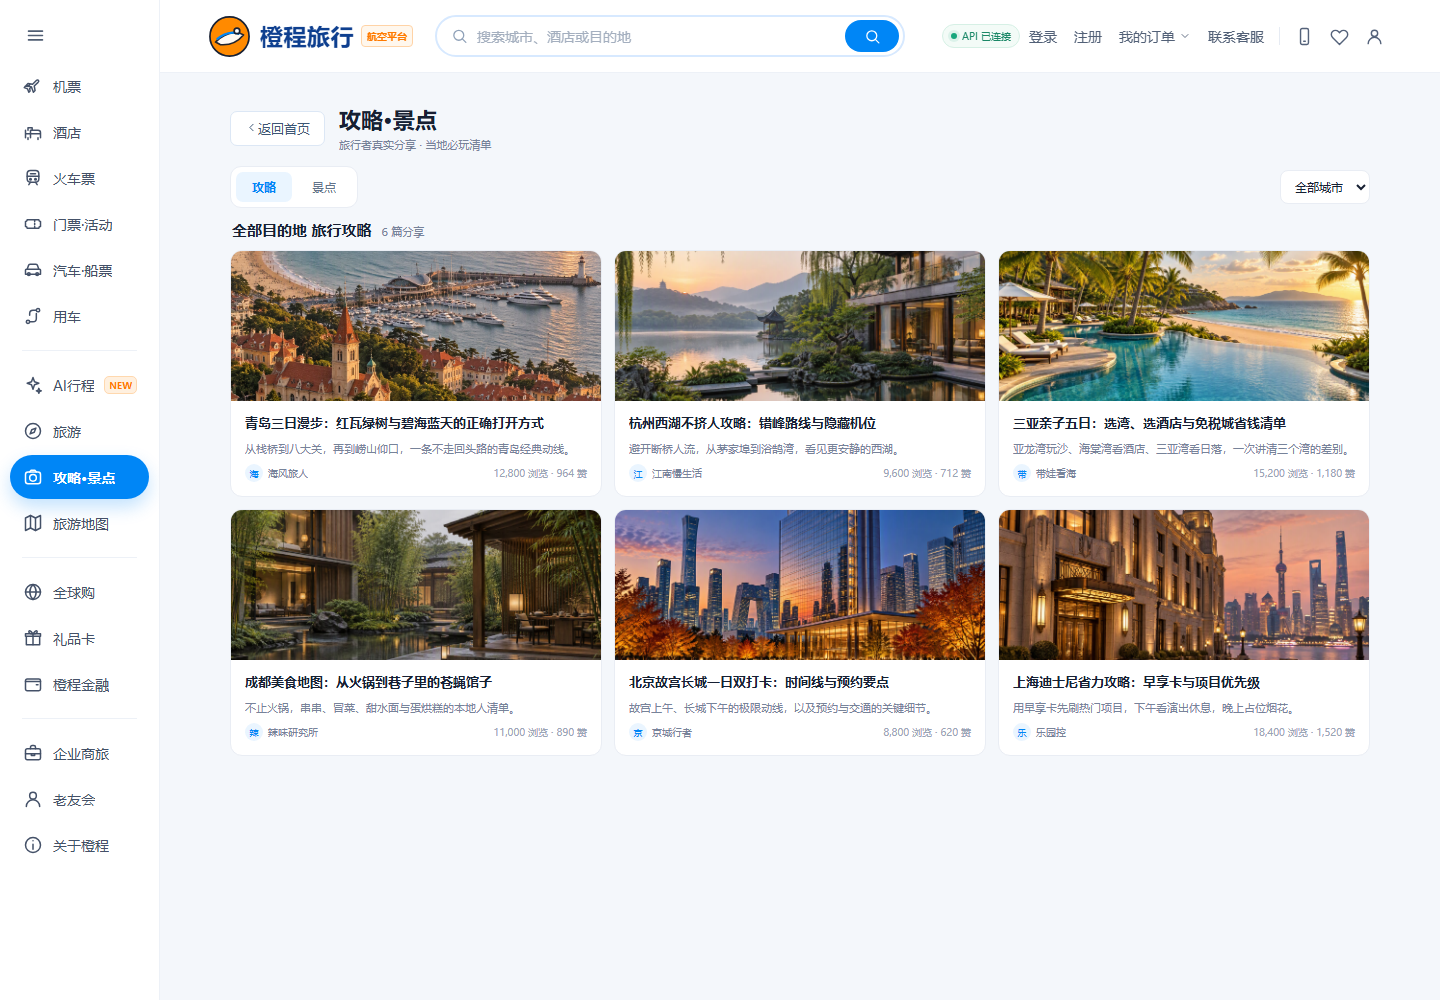 橙程旅行
航空平台
搜索城市、酒店或目的地
API 已连接
登录
注册
我的订单
联系客服
机票
酒店
火车票
门票·活动
汽车·船票
用车
AI行程
NEW
旅游
攻略•景点
旅游地图
全球购
礼品卡
橙程金融
企业商旅
老友会
关于橙程
返回首页
攻略•景点
旅行者真实分享 · 当地必玩清单
攻略
景点
全部城市
全部目的地 旅行攻略
6 篇分享
青岛三日漫步：红瓦绿树与碧海蓝天的正确打开方式
从栈桥到八大关，再到崂山仰口，一条不走回头路的青岛经典动线。
海
海风旅人
12,800 浏览 · 964 赞
杭州西湖不挤人攻略：错峰路线与隐藏机位
避开断桥人流，从茅家埠到浴鹄湾，看见更安静的西湖。
江
江南慢生活
9,600 浏览 · 712 赞
三亚亲子五日：选湾、选酒店与免税城省钱清单
亚龙湾玩沙、海棠湾看酒店、三亚湾看日落，一次讲清三个湾的差别。
带
带娃看海
15,200 浏览 · 1,180 赞
成都美食地图：从火锅到巷子里的苍蝇馆子
不止火锅，串串、冒菜、甜水面与蛋烘糕的本地人清单。
辣
辣味研究所
11,000 浏览 · 890 赞
北京故宫长城一日双打卡：时间线与预约要点
故宫上午、长城下午的极限动线，以及预约与交通的关键细节。
京
京城行者
8,800 浏览 · 620 赞
上海迪士尼省力攻略：早享卡与项目优先级
用早享卡先刷热门项目，下午看演出休息，晚上占位烟花。
乐
乐园控
18,400 浏览 · 1,520 赞